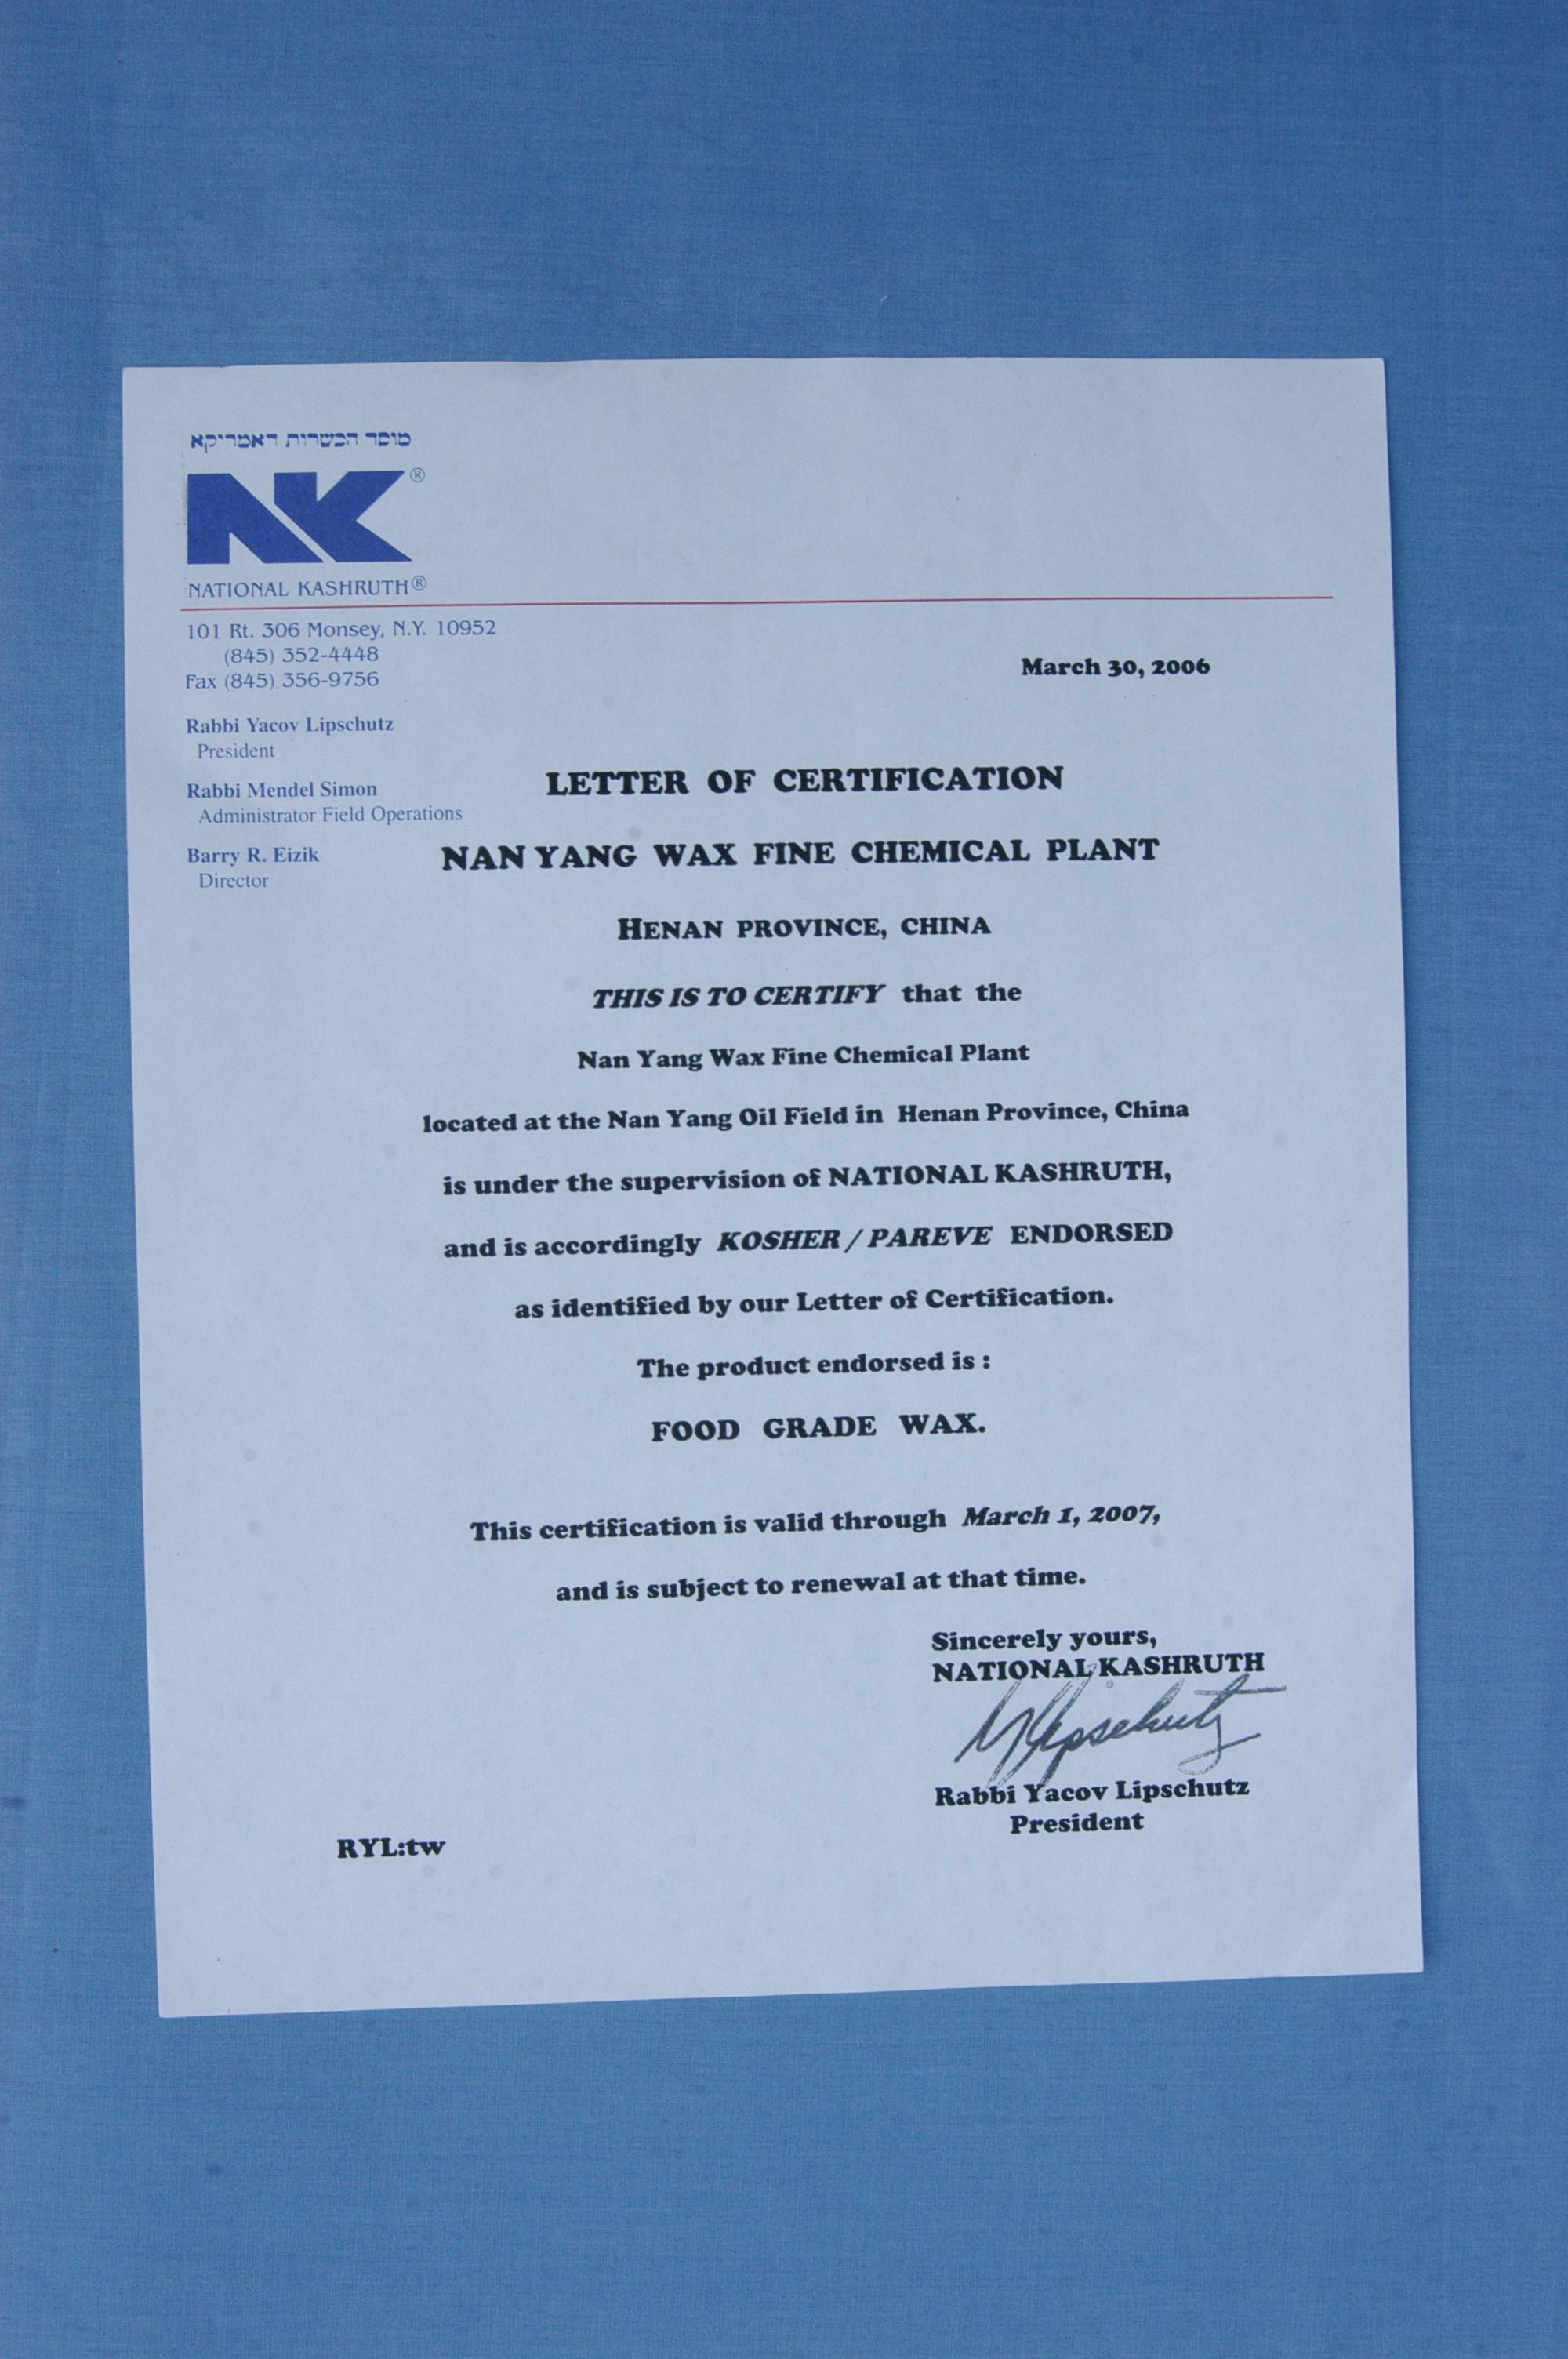 מוסד הכשרות דאמריקא
NK®
NATIONAL KASHRUTH®
101 Rt. 306 Monsey, N.Y. 10952
(845) 352-4448
Fax (845) 356-9756
March 30, 2006
Rabbi Yacov Lipschutz
President
Rabbi Mendel Simon
Administrator Field Operations
Barry R. Eizik
Director
LETTER OF CERTIFICATION
NAN YANG WAX FINE CHEMICAL PLANT
HENAN PROVINCE, CHINA
THIS IS TO CERTIFY that the
Nan Yang Wax Fine Chemical Plant
located at the Nan Yang Oil Field in Henan Province, China
is under the supervision of NATIONAL KASHRUTH,
and is accordingly KOSHER / PAREVE ENDORSED
as identified by our Letter of Certification.
The product endorsed is :
FOOD GRADE WAX.
This certification is valid through March 1, 2007,
and is subject to renewal at that time.
Sincerely yours,
NATIONAL KASHRUTH
Y Lipschutz
Rabbi Yacov Lipschutz
President
RYL:tw